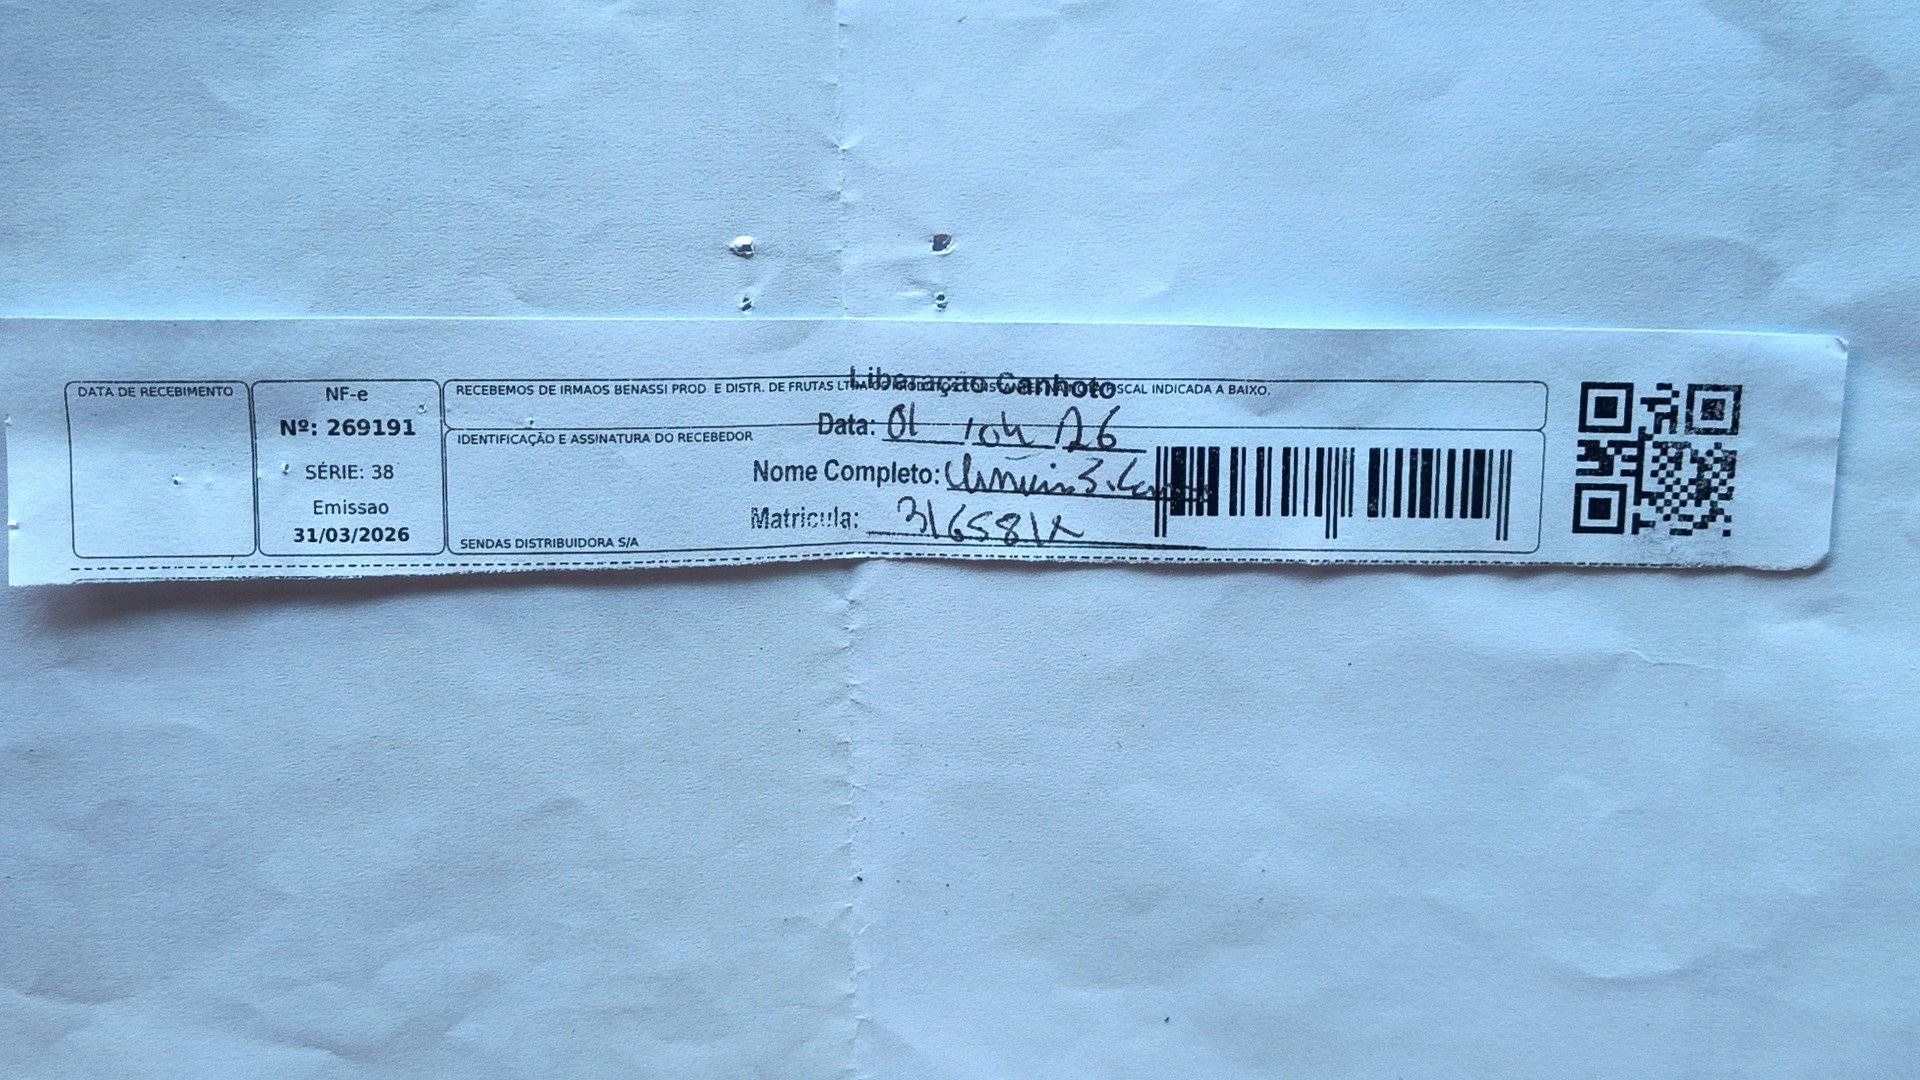 DATA DE RECEBIMENTO
NF-e
Nº: 269191
SÉRIE: 38
Emissao
31/03/2026
RECEBEMOS DE IRMAOS BENASSI PROD E DISTR. DE FRUTAS LTDA FISCAL INDICADA A BAIXO.
IDENTIFICAÇÃO E ASSINATURA DO RECEBEDOR
SENDAS DISTRIBUIDORA S/A
Liberação Canhoto
Data: 01 / 04 / 26
Nome Completo:
Matricula: